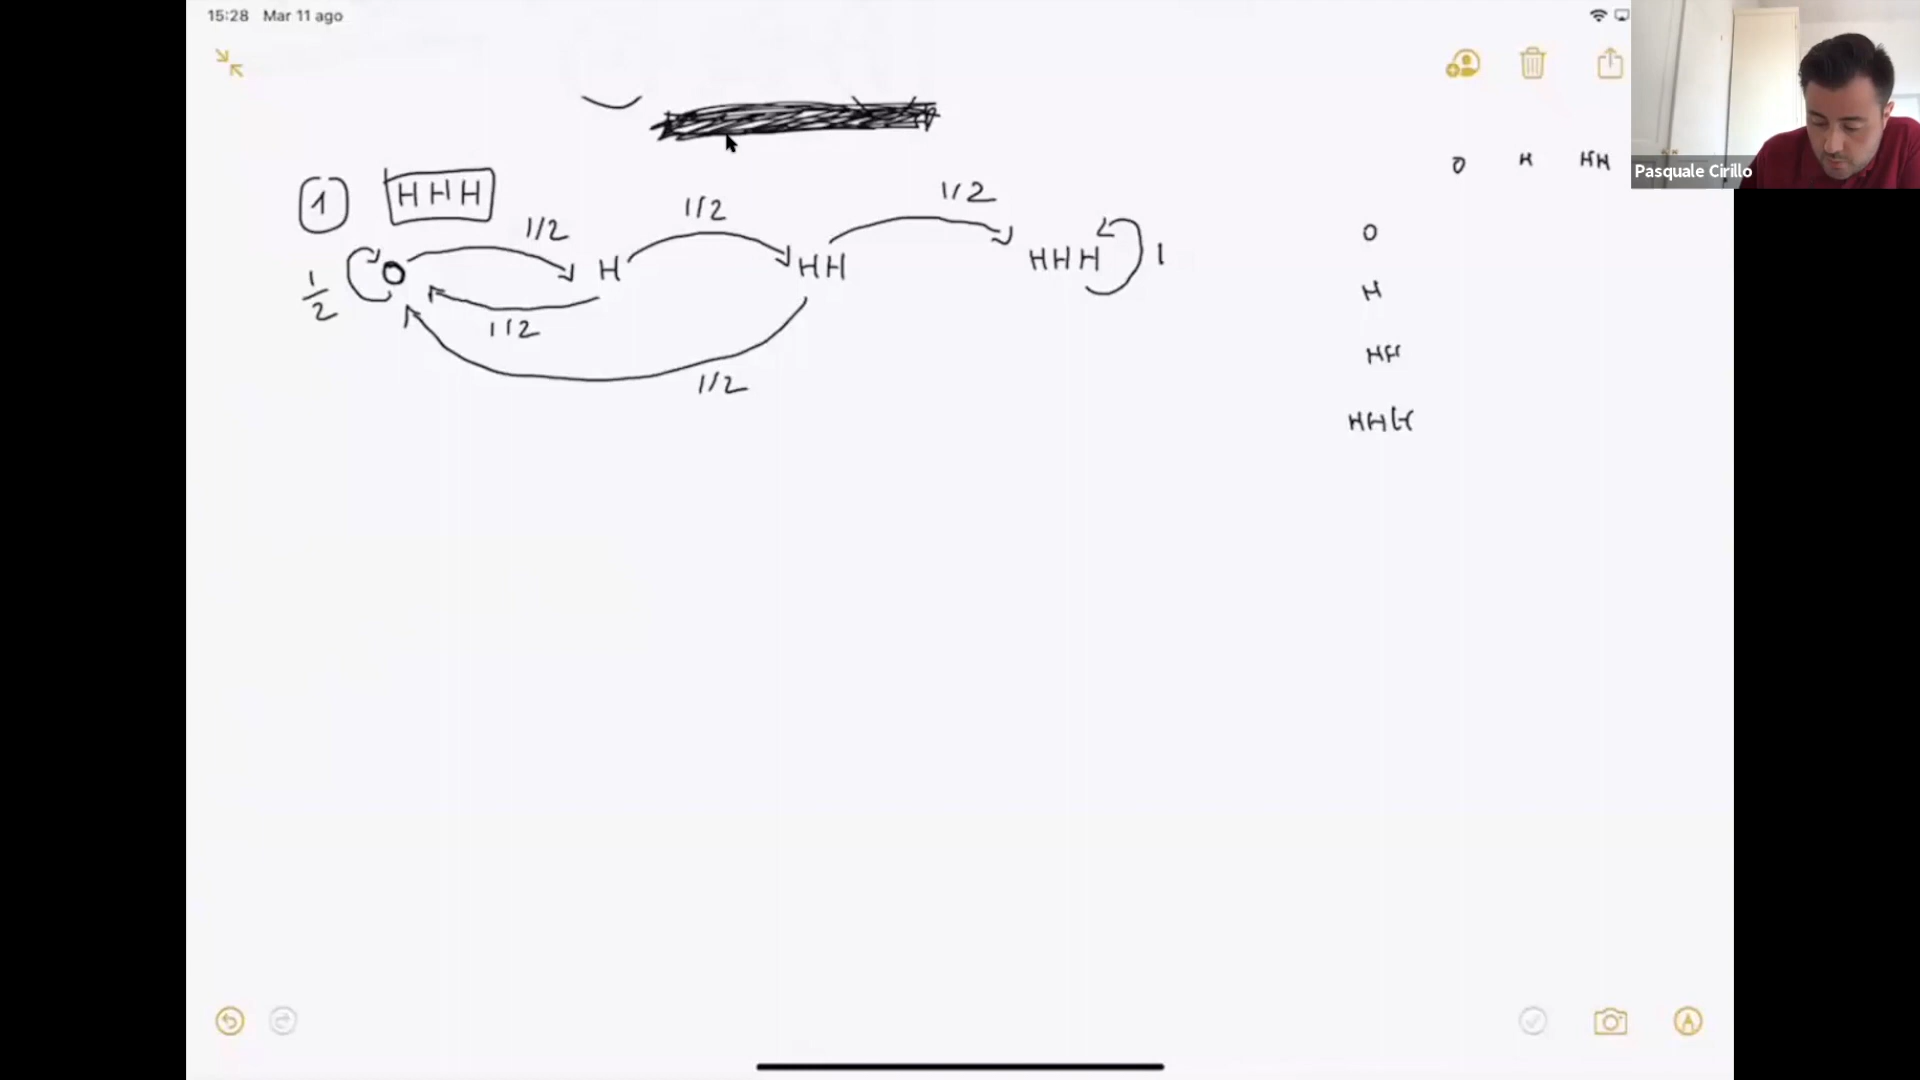 15:28 Mar 11 ago
Pasquale Cirillo
O H HH
1 HHH
1/2 1/2 1/2
O H HH HHH 1
1/2
1/2
1/2
O
H
HH
HHH